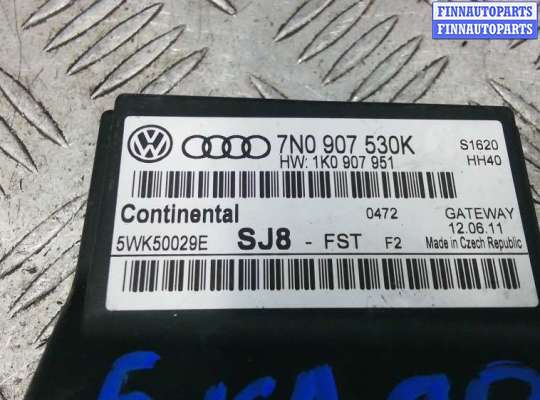 FINNAUTOPARTS
FINNAUTOPARTS
7N0 907 530K S1620
HW: 1K0 907 951 HH40
Continental 0472 GATEWAY
5WK50029E SJ8 - FST F2 12.06.11
Made in Czech Republic